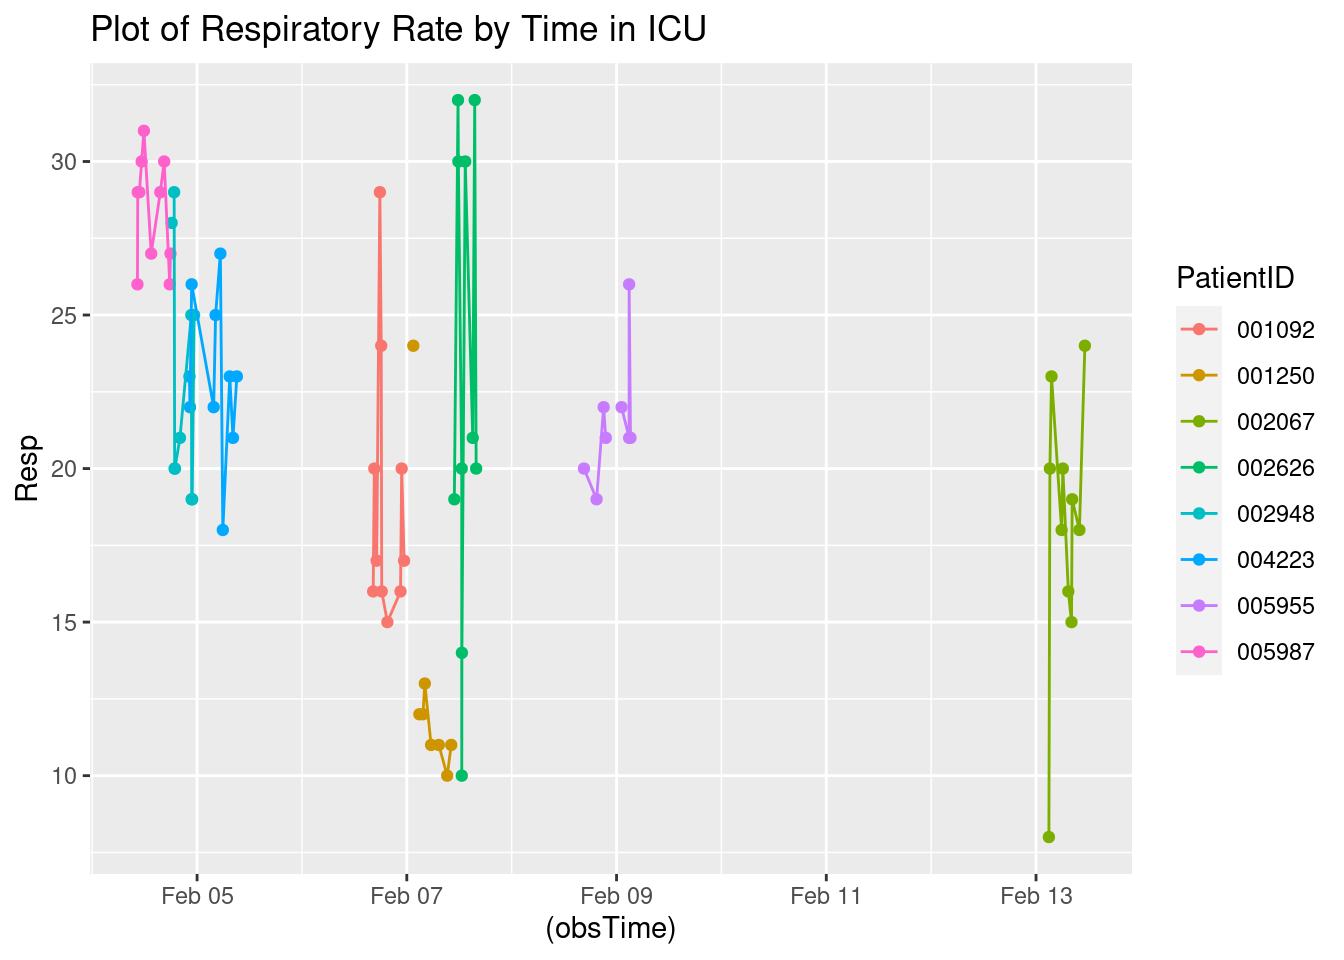 Plot of Respiratory Rate by Time in ICU
Resp
30
25
20
15
10
Feb 05
Feb 07
Feb 09
Feb 11
Feb 13
(obsTime)
PatientID
001092
001250
002067
002626
002948
004223
005955
005987